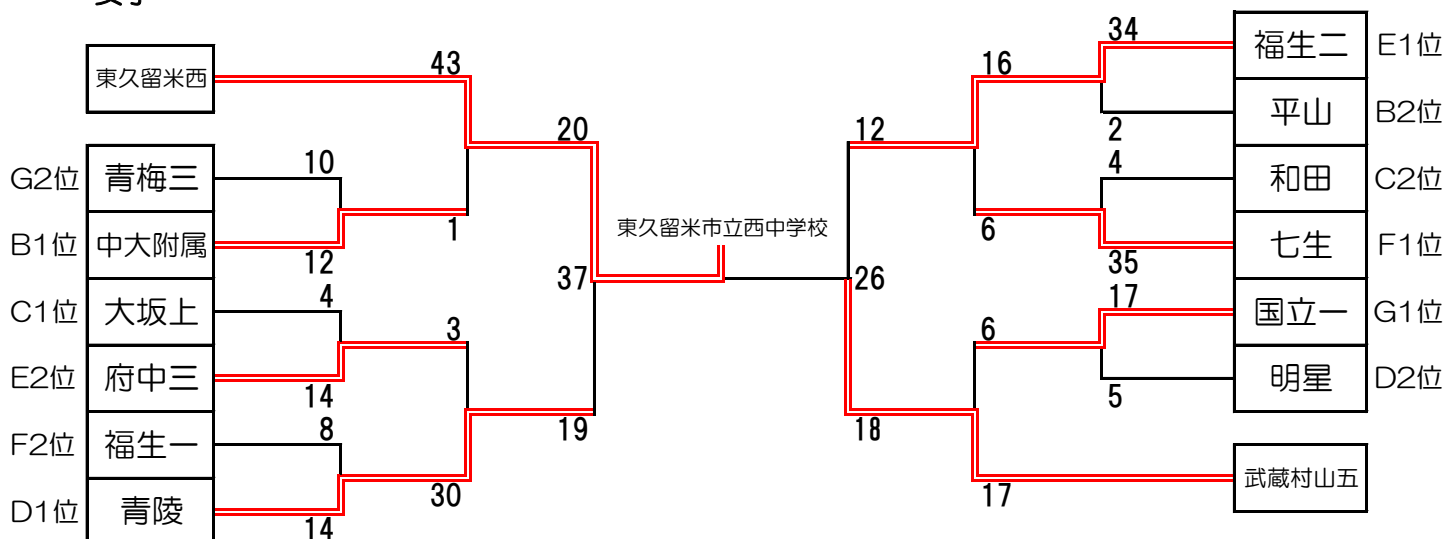 女子
東久留米西
G2位 青梅三
B1位 中大附属
C1位 大坂上
E2位 府中三
F2位 福生一
D1位 青陵
10
12
4
14
8
14
43
1
3
30
20
19
37
東久留米市立西中学校
26
12
18
16
6
6
17
34
2
4
35
17
5
福生二 E1位
平山 B2位
和田 C2位
七生 F1位
国立一 G1位
明星 D2位
武蔵村山五